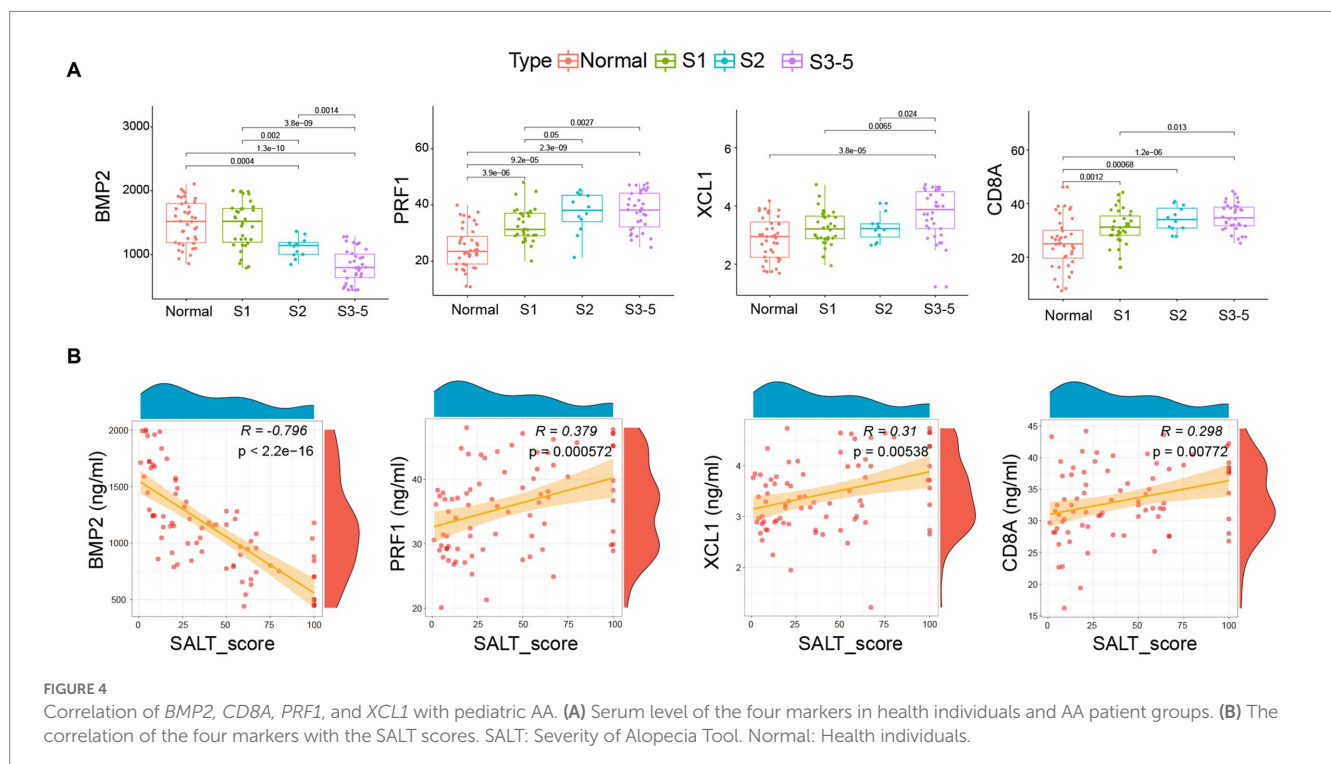 A
Type Normal S1 S2 S3-5
BMP2
3000
2000
1000
0.0014
3.8e-09
0.002
1.3e-10
0.0004
Normal S1 S2 S3-5
PRF1
60
40
20
0.0027
0.05
2.3e-09
9.2e-05
3.9e-06
Normal S1 S2 S3-5
XCL1
6
4
2
0.024
0.0065
3.8e-05
Normal S1 S2 S3-5
CD8A
60
40
20
0
0.013
1.2e-06
0.00068
0.0012
Normal S1 S2 S3-5
B
BMP2 (ng/ml)
2000
1500
1000
500
R = -0.796
p < 2.2e-16
0 25 50 75 100
SALT_score
PRF1 (ng/ml)
40
30
20
R = 0.379
p = 0.000572
0 25 50 75 100
SALT_score
XCL1 (ng/ml)
4
3
2
R = 0.31
p = 0.00538
0 25 50 75 100
SALT_score
CD8A (ng/ml)
45
40
35
30
25
20
15
R = 0.298
p = 0.00772
0 25 50 75 100
SALT_score
FIGURE 4
Correlation of BMP2, CD8A, PRF1, and XCL1 with pediatric AA. (A) Serum level of the four markers in health individuals and AA patient groups. (B) The
correlation of the four markers with the SALT scores. SALT: Severity of Alopecia Tool. Normal: Health individuals.